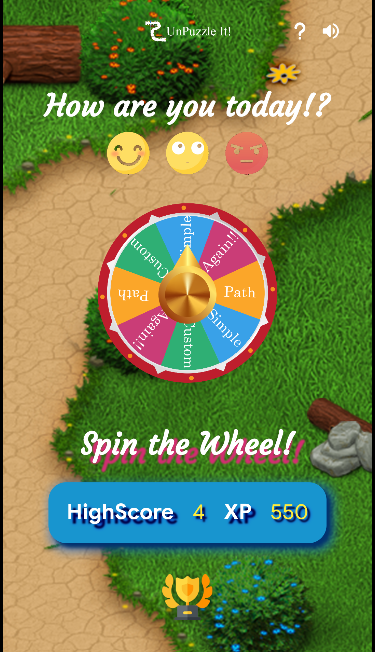 UnPuzzle It!
?
How are you today!?
Simple
Again!!!
Path
Simple
Custom
Again!!!
Path
Custom
Spin the Wheel!
HighScore 4 XP 550